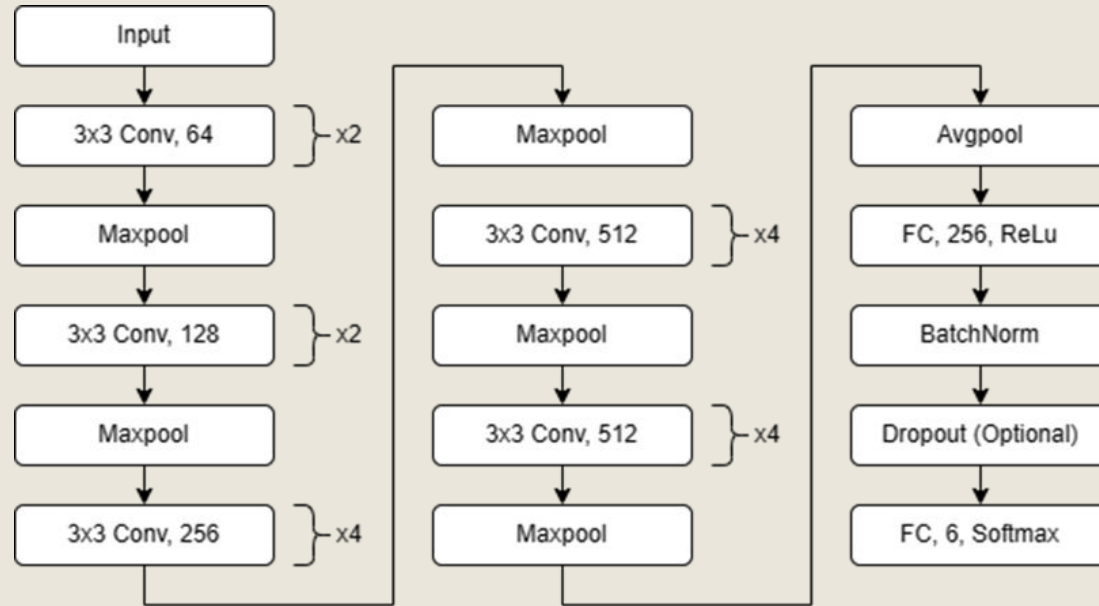 Input
3x3 Conv, 64
x2
Maxpool
3x3 Conv, 128
x2
Maxpool
3x3 Conv, 256
x4
Maxpool
3x3 Conv, 512
x4
Maxpool
3x3 Conv, 512
x4
Maxpool
Avgpool
FC, 256, ReLu
BatchNorm
Dropout (Optional)
FC, 6, Softmax